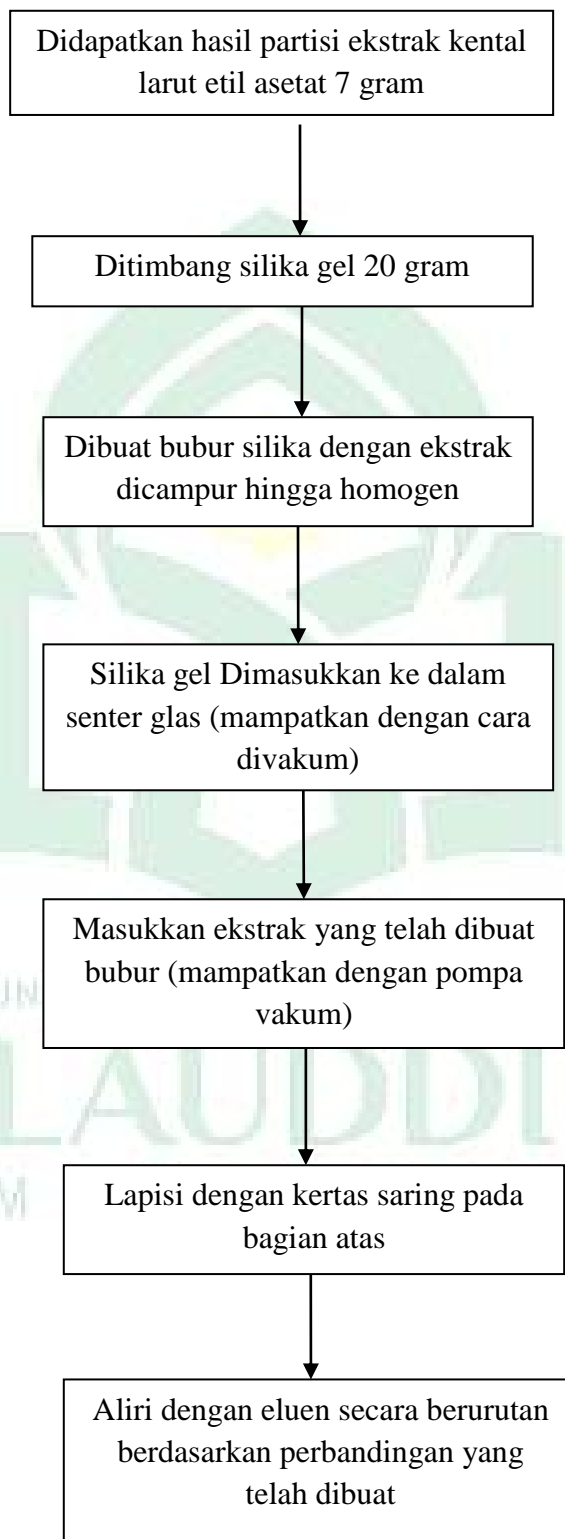 Didapatkan hasil partisi ekstrak kental
larut etil asetat 7 gram
Ditimbang silika gel 20 gram
Dibuat bubur silika dengan ekstrak
dicampur hingga homogen
Silika gel Dimasukkan ke dalam
senter glas (mampatkan dengan cara
divakum)
Masukkan ekstrak yang telah dibuat
bubur (mampatkan dengan pompa
vakum)
UN
LAUDDI
M
Lapisi dengan kertas saring pada
bagian atas
Aliri dengan eluen secara berurutan
berdasarkan perbandingan yang
telah dibuat